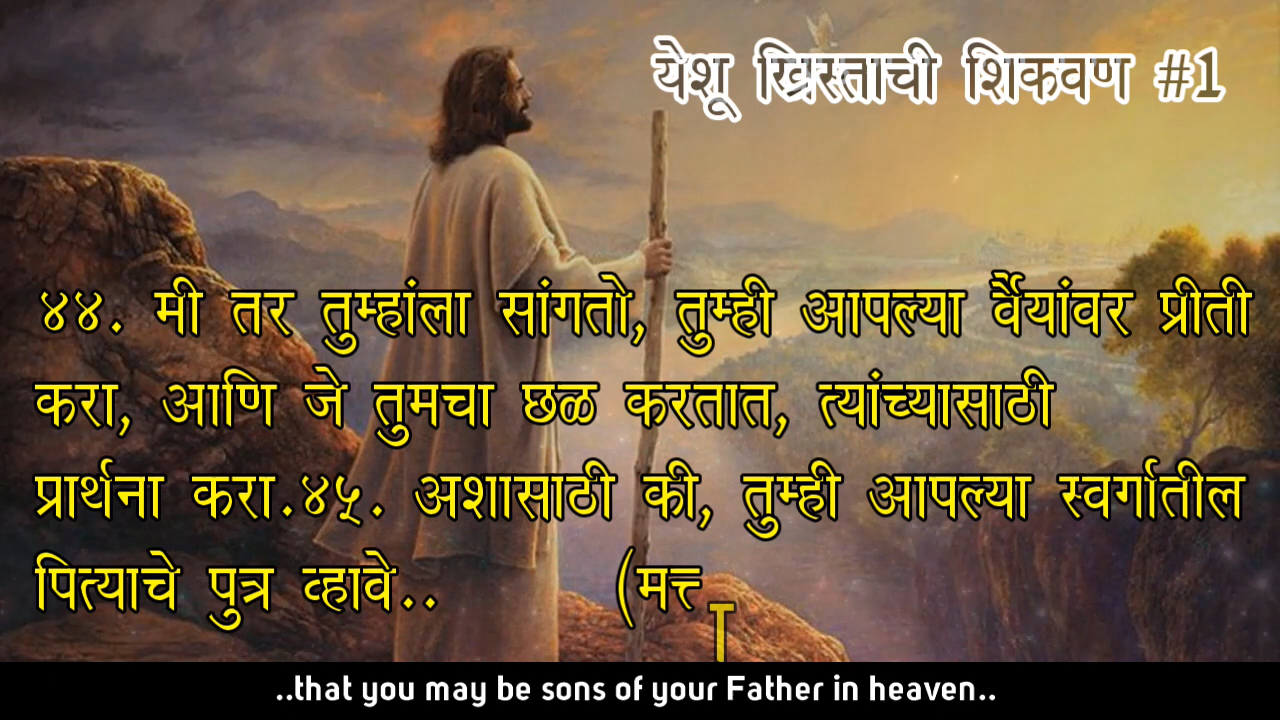 येशू ख्रिस्ताची शिकवण #1
४४. मी तर तुम्हांला सांगतो, तुम्ही आपल्या र्वैयांवर प्रीती
करा, आणि जे तुमचा छळ करतात, त्यांच्यासाठी
प्रार्थना करा.४५. अशासाठी की, तुम्ही आपल्या स्वर्गातील
पित्याचे पुत्र व्हावे.. (मत्त
..that you may be sons of your Father in heaven..